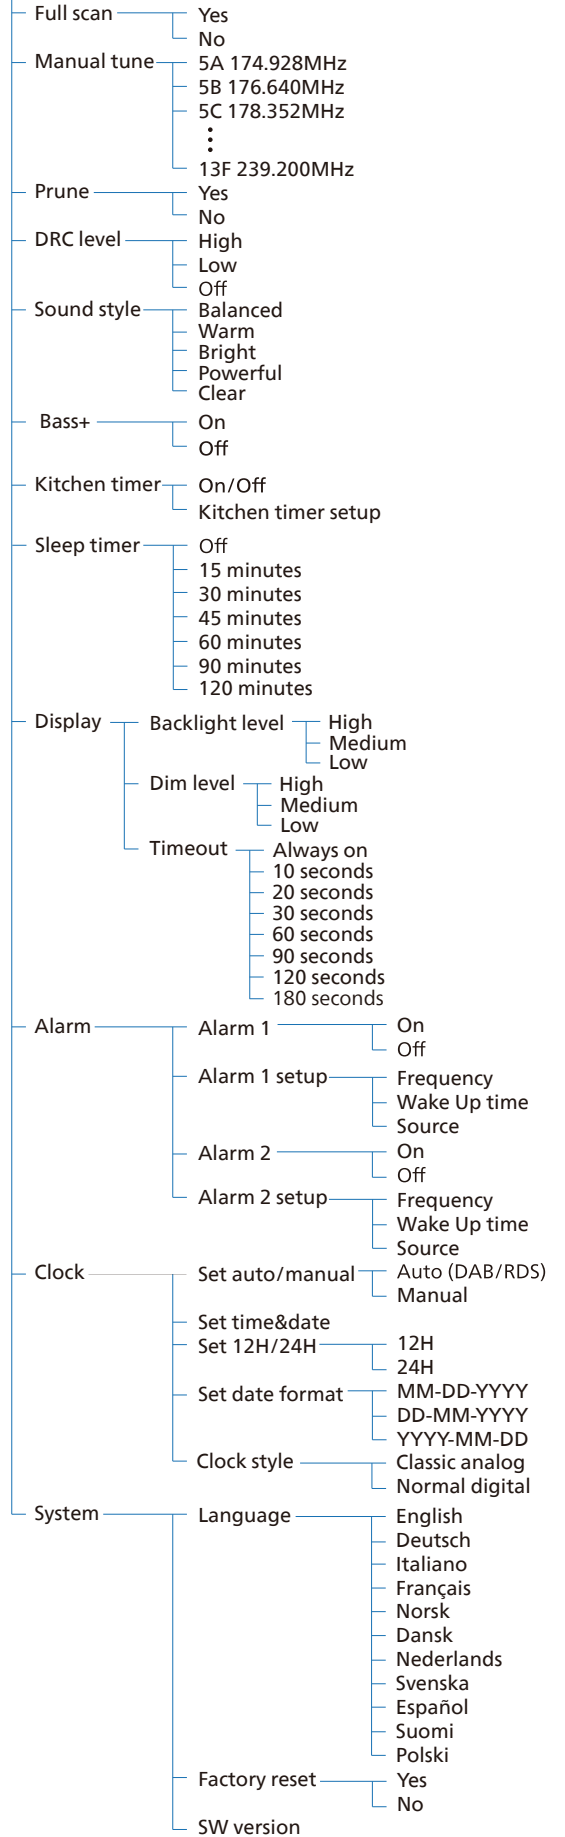 Full scan
Yes
No
Manual tune
5A 174.928MHz
5B 176.640MHz
5C 178.352MHz
⋮
13F 239.200MHz
Prune
Yes
No
DRC level
High
Low
Off
Sound style
Balanced
Warm
Bright
Powerful
Clear
Bass+
On
Off
Kitchen timer
On/Off
Kitchen timer setup
Sleep timer
Off
15 minutes
30 minutes
45 minutes
60 minutes
90 minutes
120 minutes
Display
Backlight level
High
Medium
Low
Dim level
High
Medium
Low
Timeout
Always on
10 seconds
20 seconds
30 seconds
60 seconds
90 seconds
120 seconds
180 seconds
Alarm
Alarm 1
On
Off
Alarm 1 setup
Frequency
Wake Up time
Source
Alarm 2
On
Off
Alarm 2 setup
Frequency
Wake Up time
Source
Clock
Set auto/manual
Auto (DAB/RDS)
Manual
Set time&date
Set 12H/24H
12H
24H
Set date format
MM-DD-YYYY
DD-MM-YYYY
YYYY-MM-DD
Clock style
Classic analog
Normal digital
System
Language
English
Deutsch
Italiano
Français
Norsk
Dansk
Nederlands
Svenska
Español
Suomi
Polski
Factory reset
Yes
No
SW version